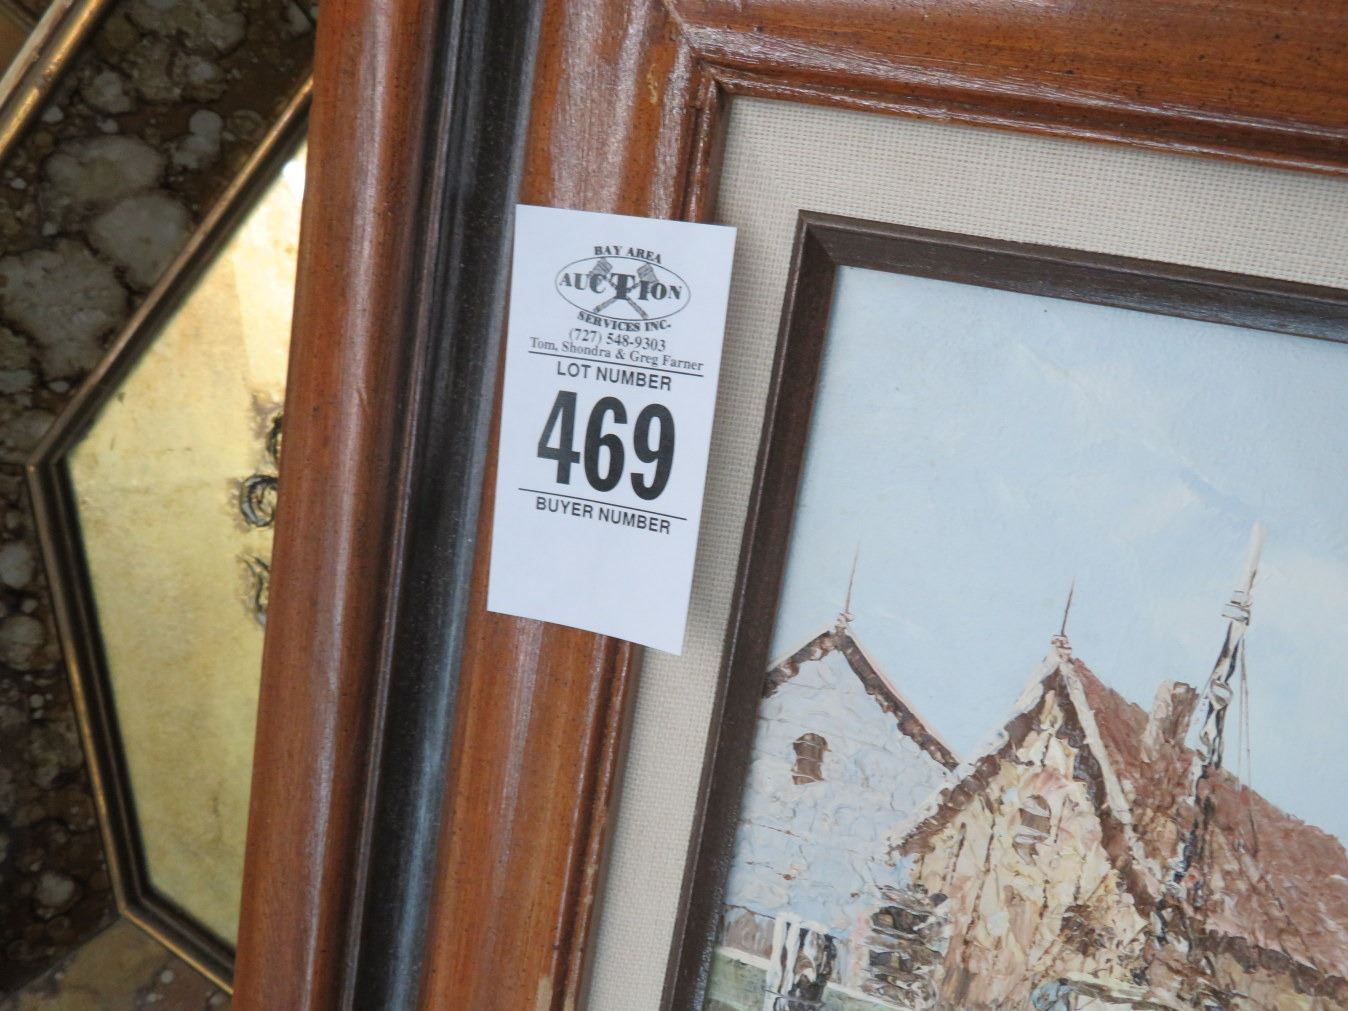 BAY AREA
AUCTION
SERVICES INC.
(727) 548-9303
Tom, Shondra & Greg Farner
LOT NUMBER
469
BUYER NUMBER